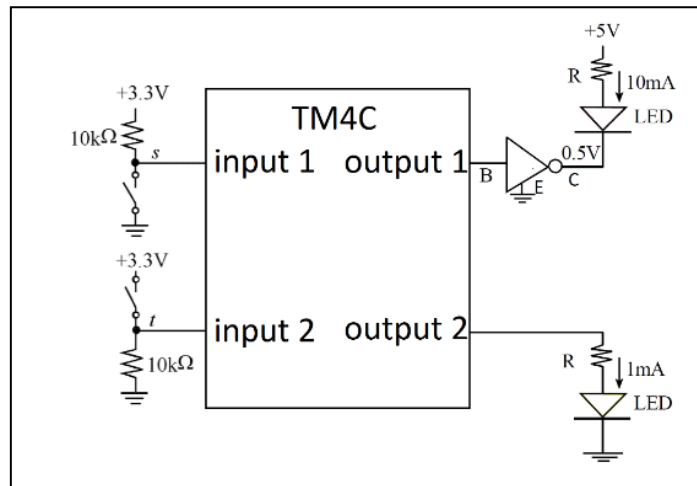 +5V
R
10mA
LED
+3.3V
10kΩ
TM4C
s
input 1
output 1
B
E
0.5V
C
+3.3V
t
input 2
output 2
10kΩ
R
1mA
LED